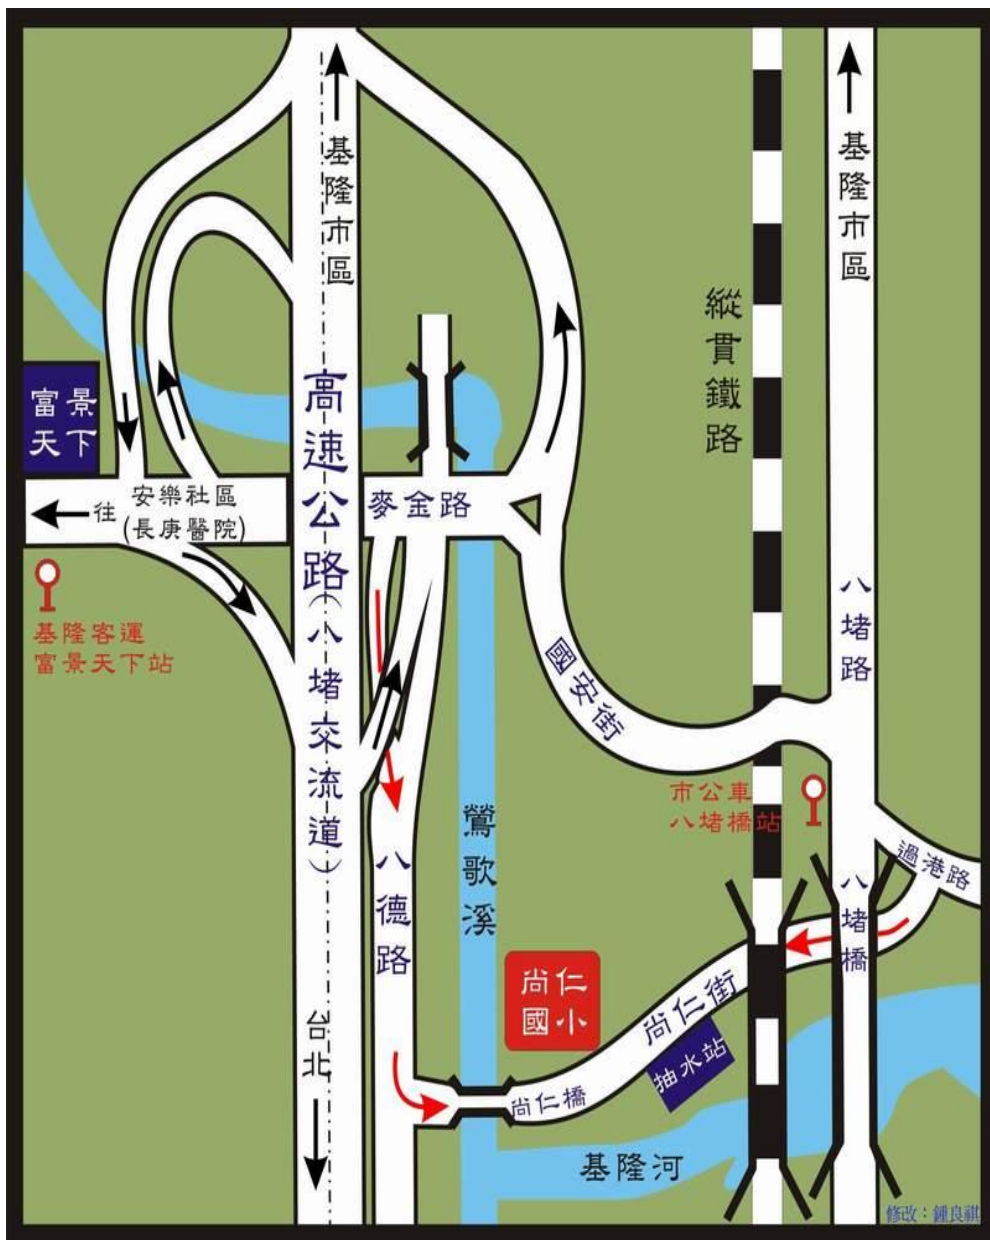 基隆市區
基隆市區
縱貫鐵路
富景
天下
高速公路(八堵交流道)
往
安樂社區
(長庚醫院)
麥金路
基隆客運
富景天下站
國安街
八堵路
市公車
八堵橋站
過港路
八堵橋
鶯歌溪
八德路
尚仁
國小
尚仁街
抽水站
尚仁橋
台北
基隆河
修改：鍾良祺